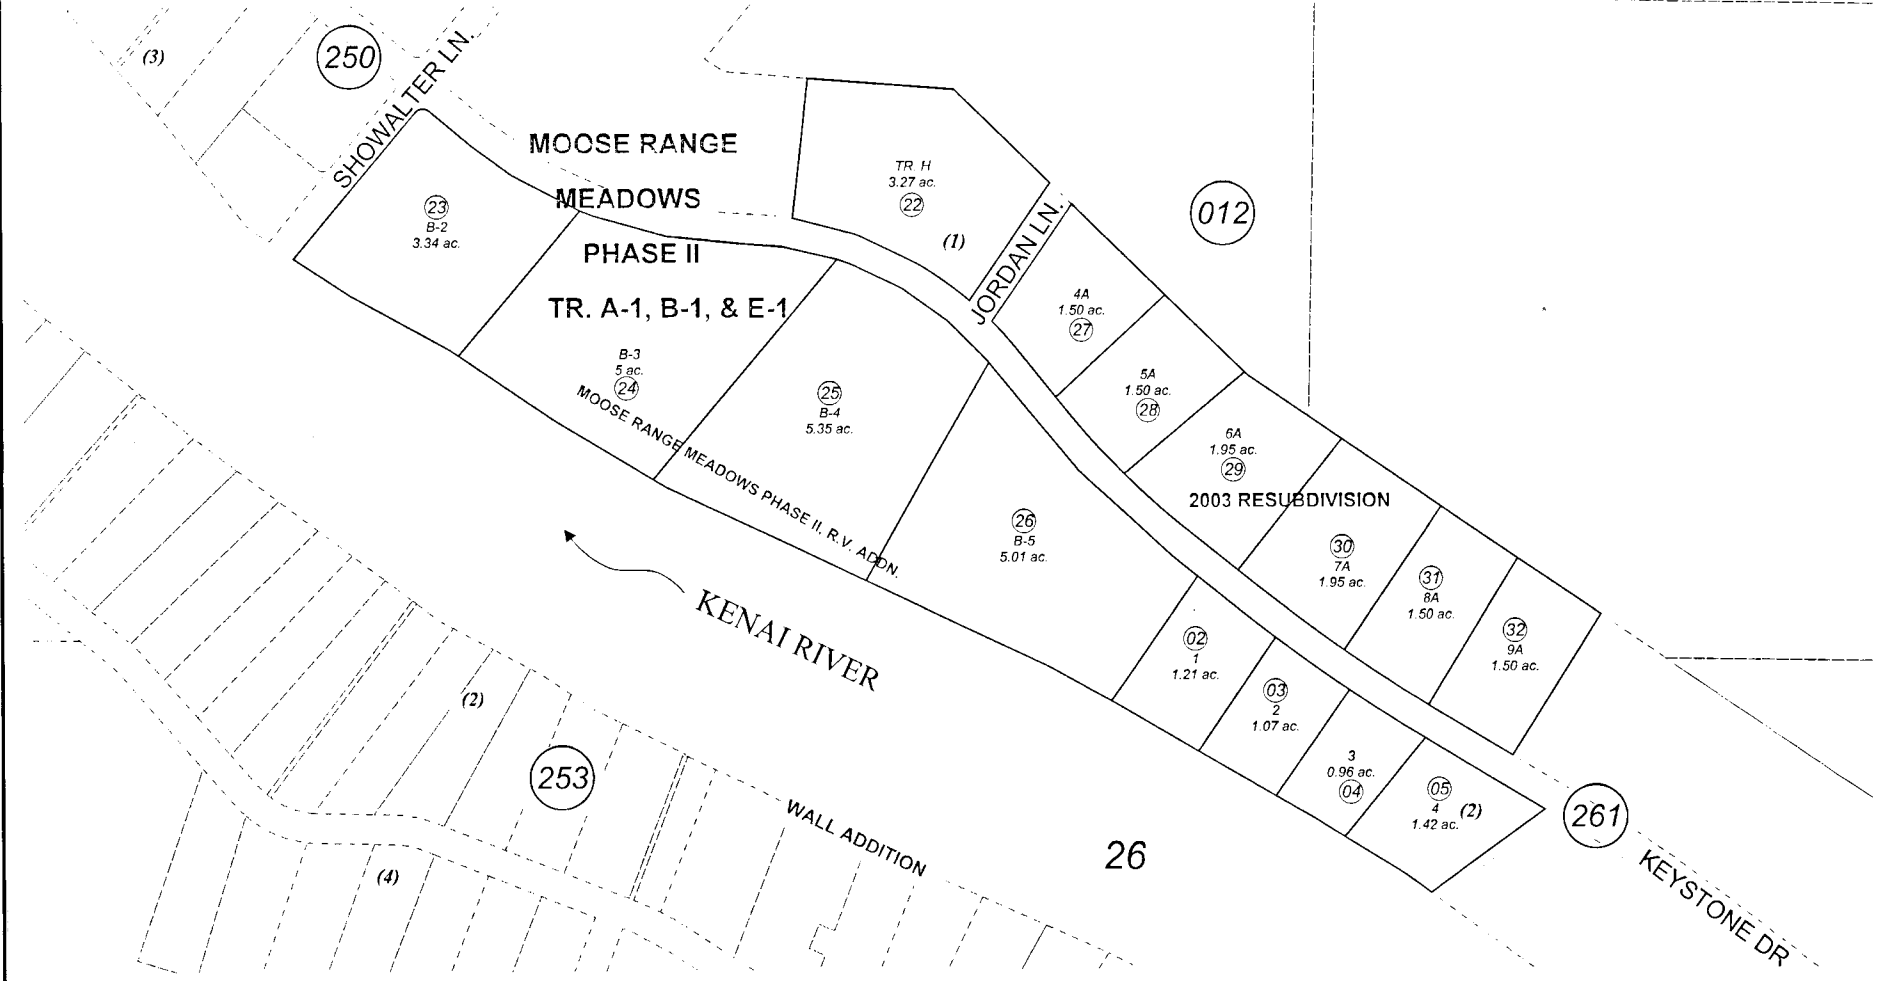 (3)
250
SHOWALTER LN.
MOOSE RANGE
MEADOWS
PHASE II
TR. A-1, B-1, & E-1
TR. H
3.27 ac.
22
(1)
JORDAN LN.
012
23
B-2
3.34 ac.
B-3
5 ac.
24
25
B-4
5.35 ac.
26
B-5
5.01 ac.
MOOSE RANGE MEADOWS PHASE II, R.V. ADDN.
4A
1.50 ac.
27
5A
1.50 ac.
28
6A
1.95 ac.
29
2003 RESUBDIVISION
30
7A
1.95 ac.
31
8A
1.50 ac.
32
9A
1.50 ac.
KENAI RIVER
02
1
1.21 ac.
03
2
1.07 ac.
3
0.96 ac.
04
05
4
1.42 ac.
(2)
261
KEYSTONE DR
26
(2)
253
WALL ADDITION
(4)